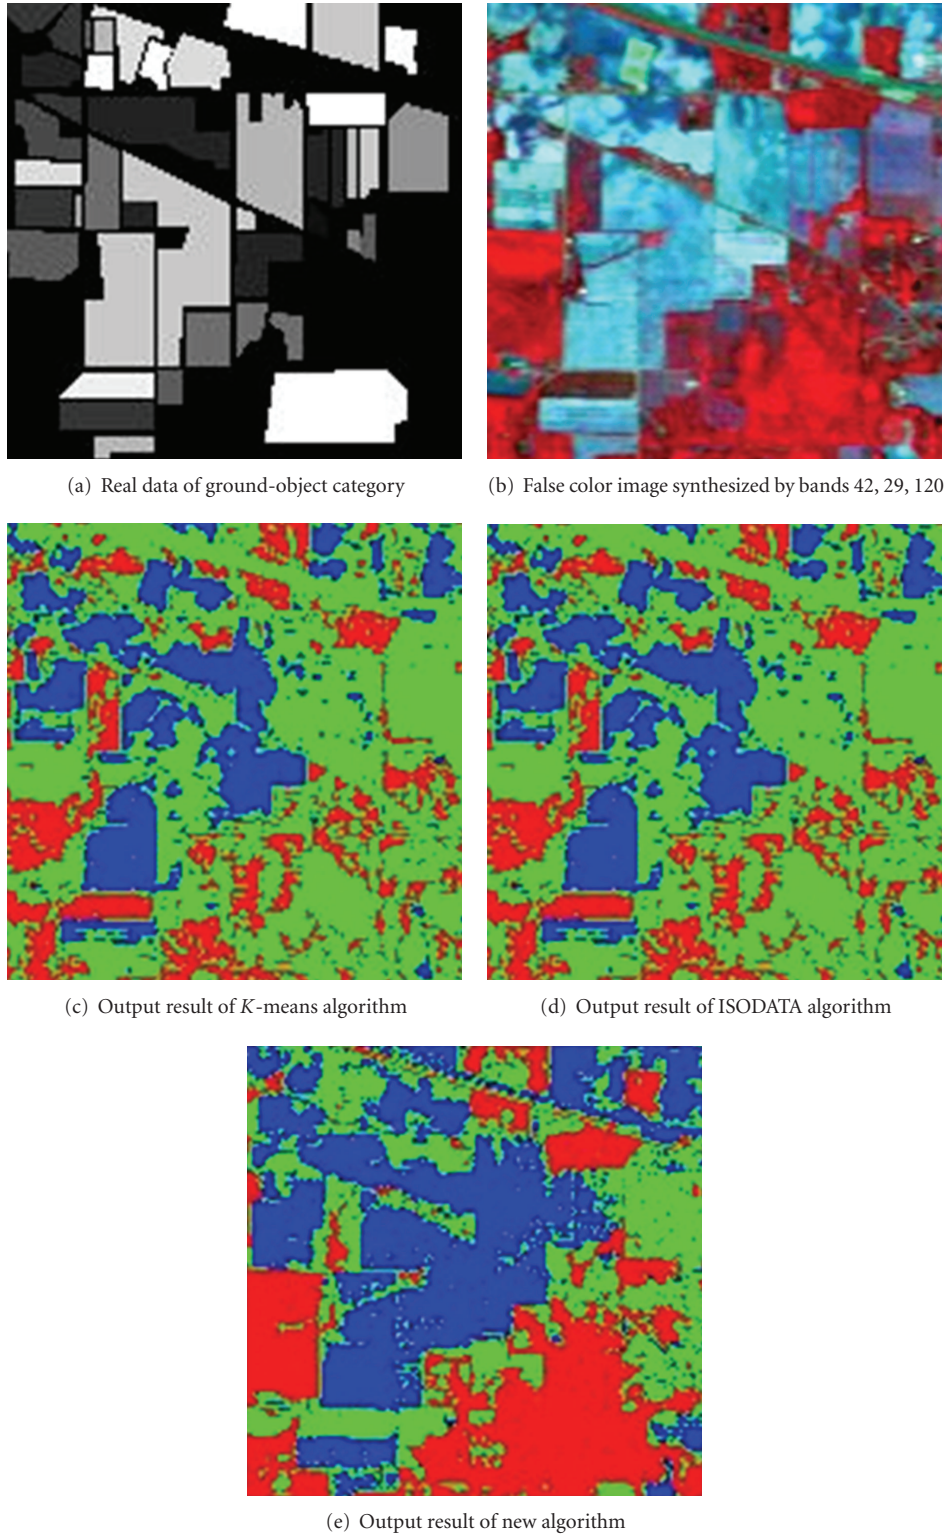 (a) Real data of ground-object category
(b) False color image synthesized by bands 42, 29, 120
(c) Output result of K-means algorithm
(d) Output result of ISODATA algorithm
(e) Output result of new algorithm